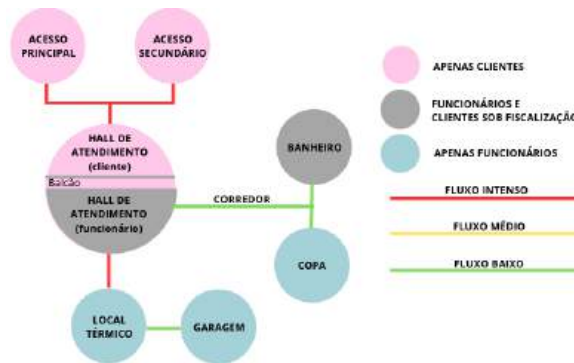 ACESSO
PRINCIPAL
ACESSO
SECUNDÁRIO
APENAS CLIENTES
FUNCIONÁRIOS E
CLIENTES SOB FISCALIZAÇÃO
APENAS FUNCIONÁRIOS
HALL DE
ATENDIMENTO
(cliente)
Balcão
HALL DE
ATENDIMENTO
(funcionário)
CORREDOR
BANHEIRO
COPA
LOCAL
TÉRMICO
GARAGEM
FLUXO INTENSO
FLUXO MÉDIO
FLUXO BAIXO